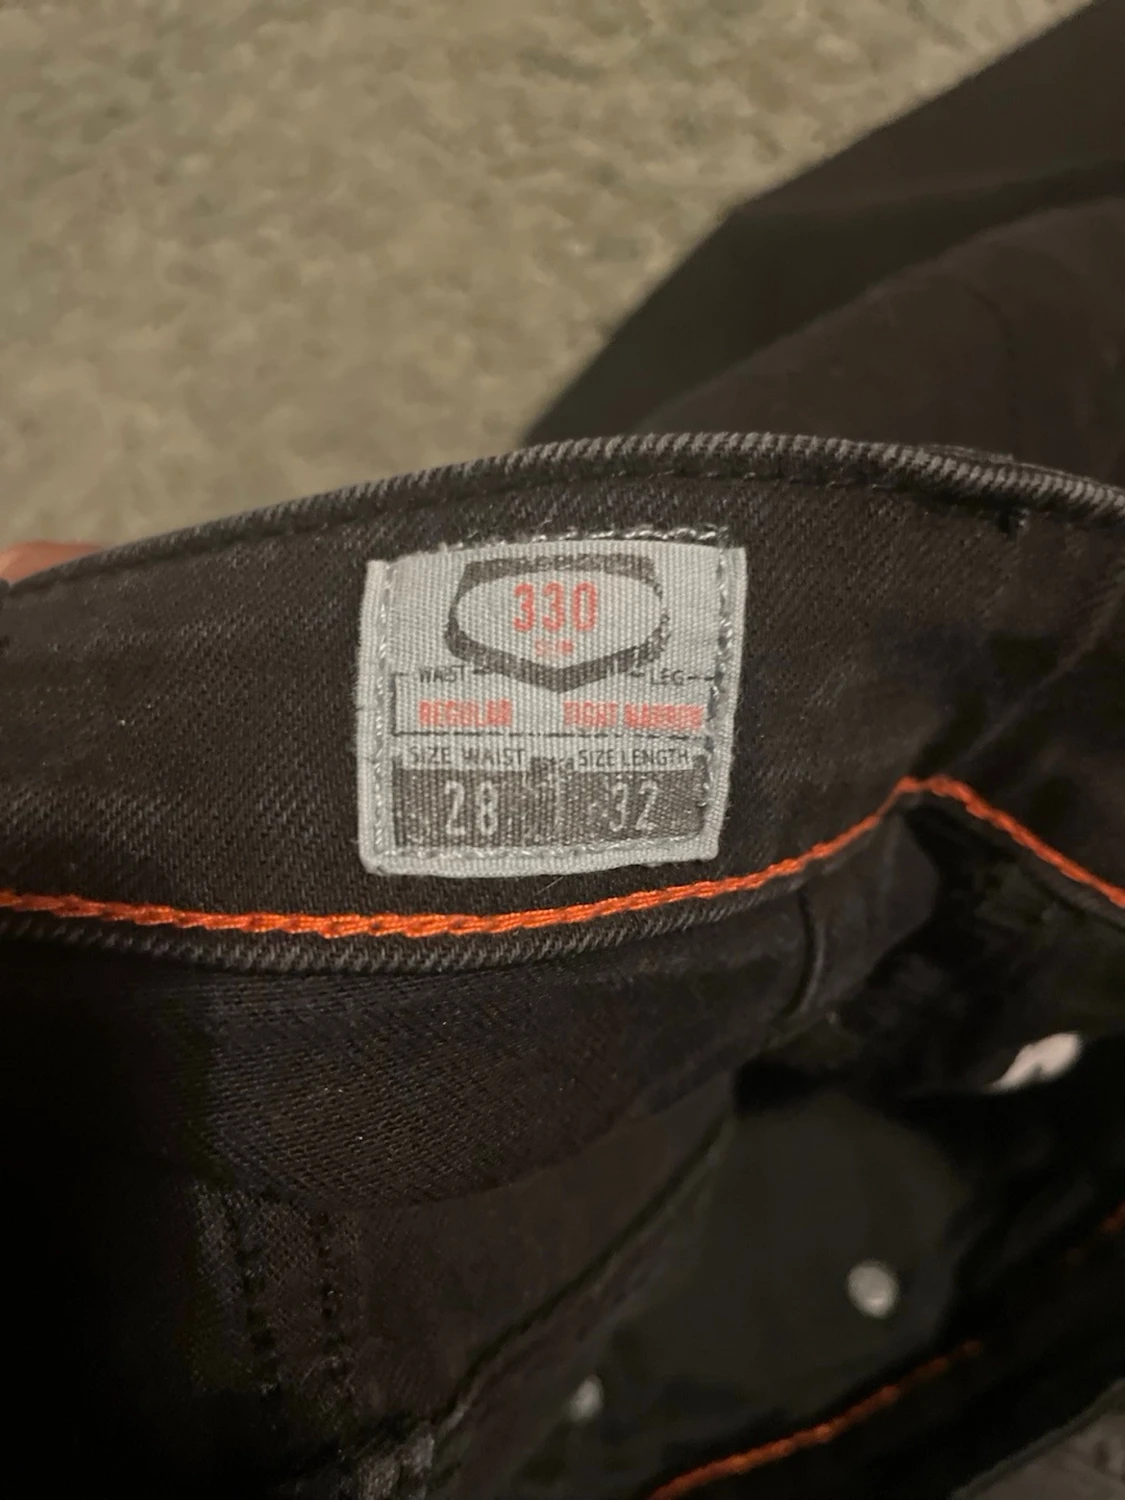 330
SLIM
WAIST LEG
REGULAR TIGHT NARROW
SIZE WAIST SIZE LENGTH
28 32